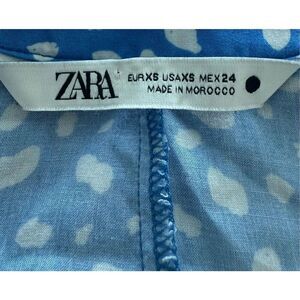 ZARA
EUR XS USA XS MEX 24
MADE IN MOROCCO